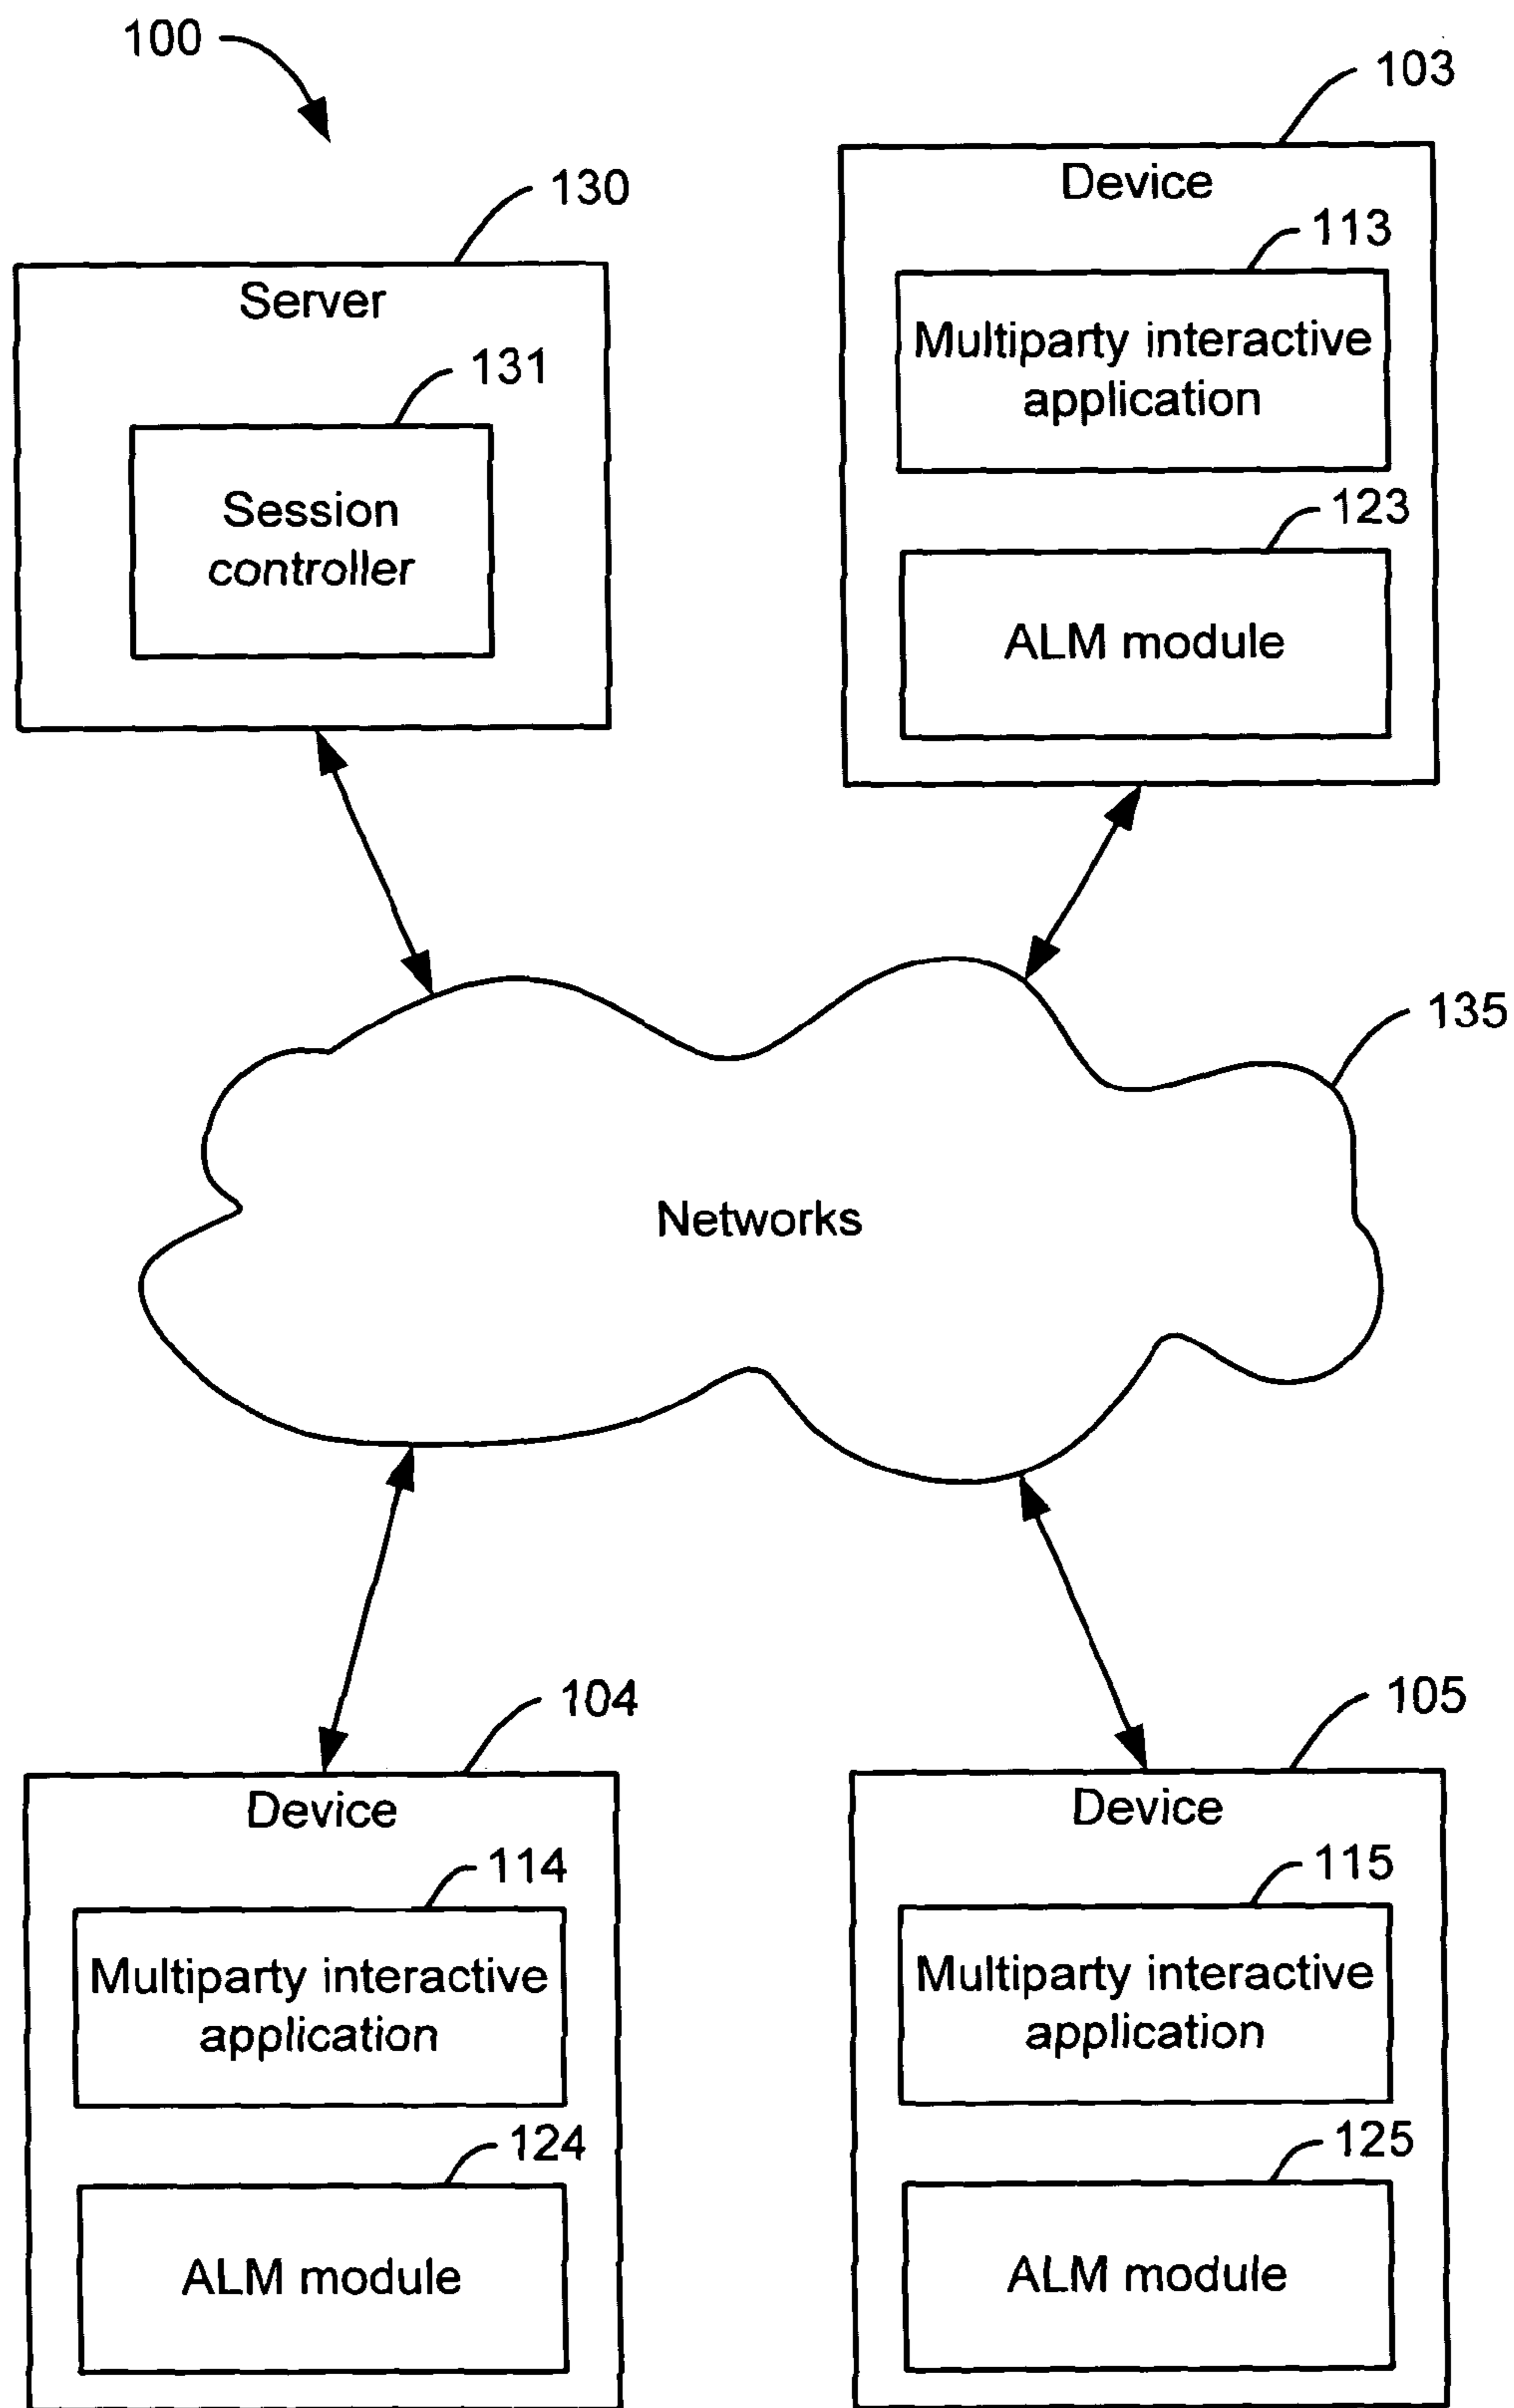 100
103
130
Device
113
Server
Multiparty interactive
application
131
Session
controller
123
ALM module
135
Networks
104
105
Device
Device
114
115
Multiparty interactive
application
Multiparty interactive
application
124
125
ALM module
ALM module